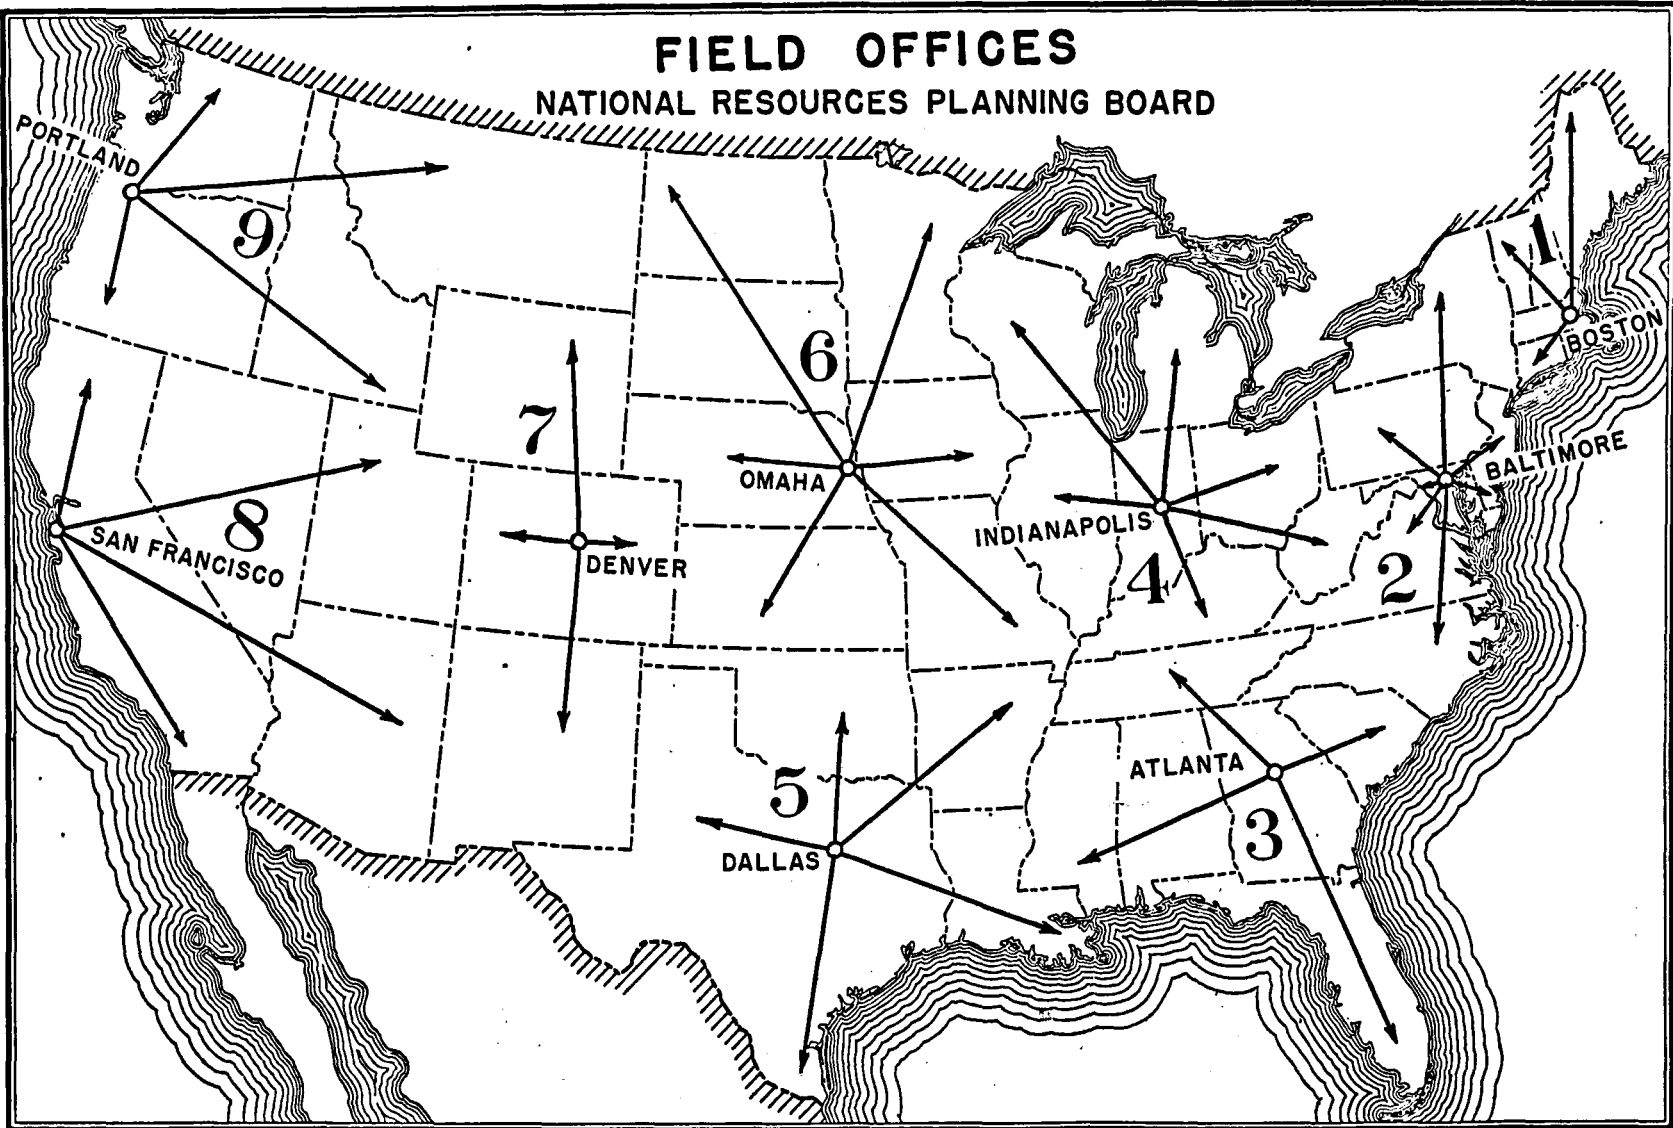 FIELD OFFICES
NATIONAL RESOURCES PLANNING BOARD
PORTLAND
9
1
BOSTON
6
7
OMAHA
BALTIMORE
8
SAN FRANCISCO
DENVER
INDIANAPOLIS
4
2
5
DALLAS
ATLANTA
3